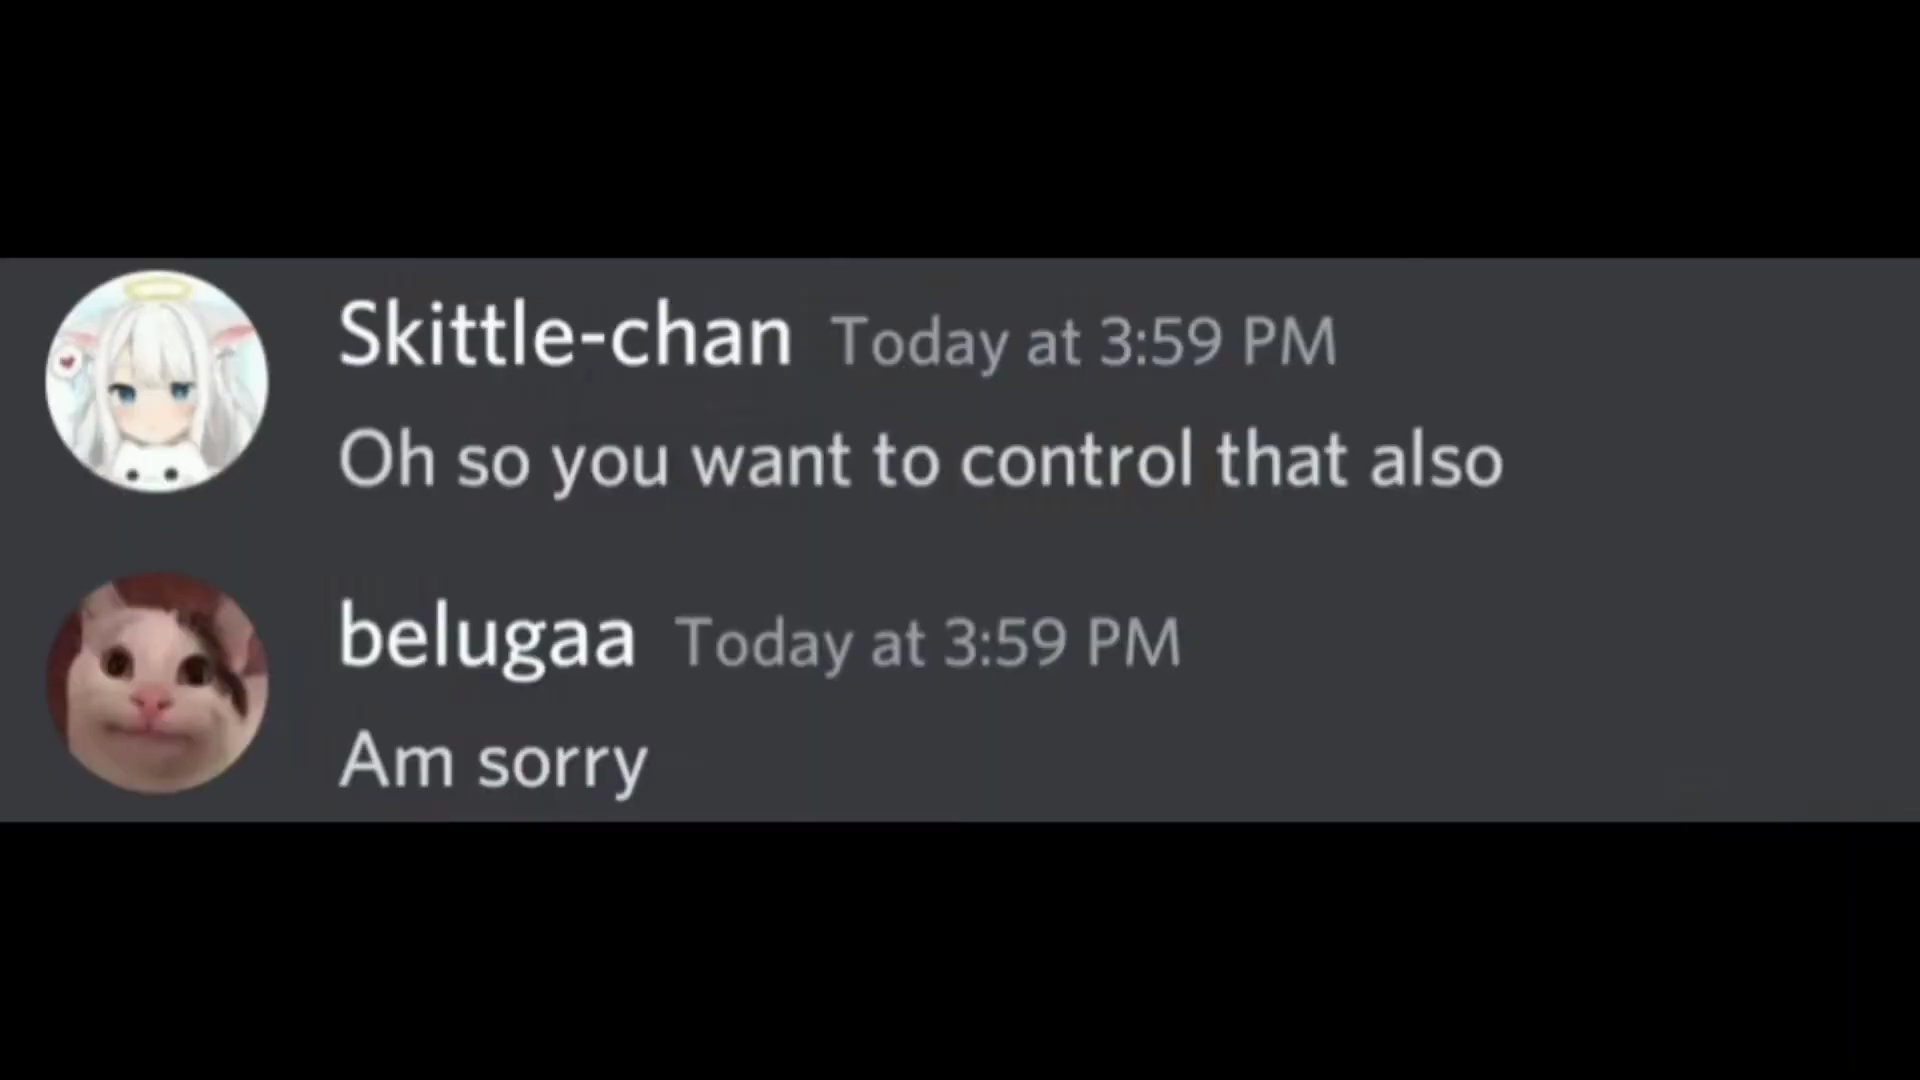 Skittle-chan Today at 3:59 PM
Oh so you want to control that also
belugaa Today at 3:59 PM
Am sorry